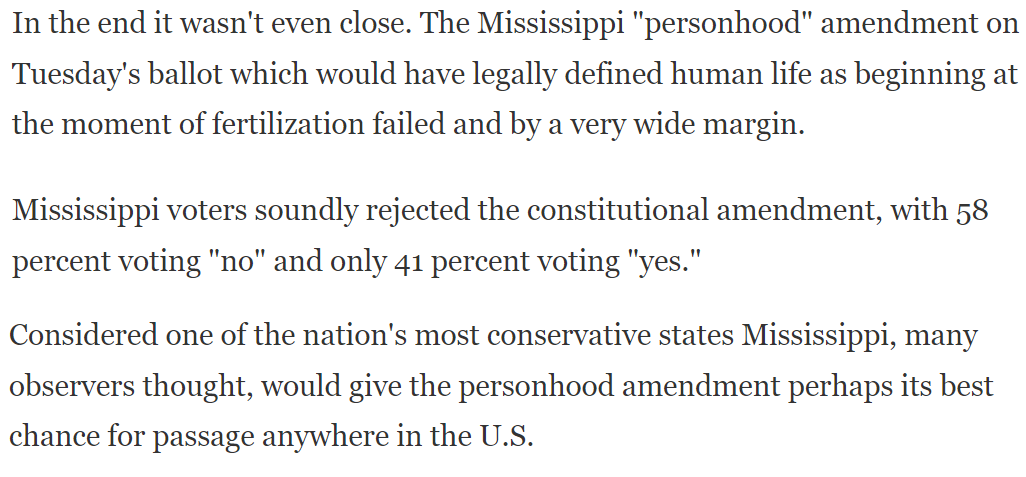 In the end it wasn't even close. The Mississippi "personhood" amendment on
Tuesday's ballot which would have legally defined human life as beginning at
the moment of fertilization failed and by a very wide margin.
Mississippi voters soundly rejected the constitutional amendment, with 58
percent voting "no" and only 41 percent voting "yes."
Considered one of the nation's most conservative states Mississippi, many
observers thought, would give the personhood amendment perhaps its best
chance for passage anywhere in the U.S.